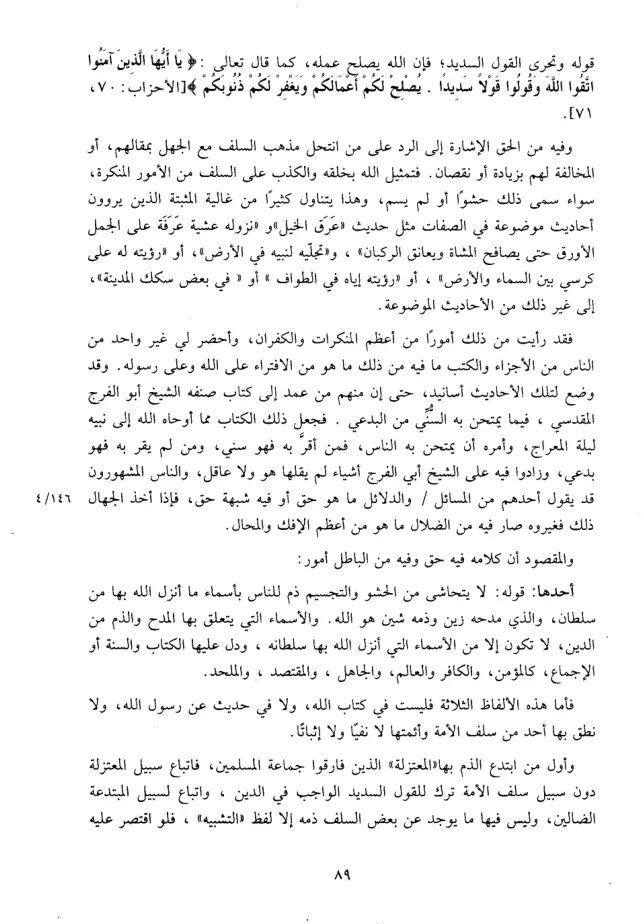 قوله وتحرى القول السديد؛ فإن الله يصلح عمله، كما قال تعالى :﴿ يَا أَيُّهَا الَّذِينَ آمَنُوا
اتَّقُوا اللَّهَ وَقُولُوا قَوْلاً سَدِيدًا . يُصْلِحْ لَكُمْ أَعْمَالَكُمْ وَيَغْفِرْ لَكُمْ ذُنُوبَكُمْ ﴾[الأحزاب: ٧٠،
٧١].
وفيه من الحق الإشارة إلى الرد على من انتحل مذهب السلف مع الجهل بمقالهم، أو
المخالفة لهم بزيادة أو نقصان. فتمثيل الله بخلقه والكذب على السلف من الأمور المنكرة،
سواء سمى ذلك حشوًا أو لم يسم، وهذا يتناول كثيرًا من غالية المثبتة الذين يروون
أحاديث موضوعة في الصفات مثل حديث «عَرَق الخيل»و «نزوله عشية عَرَفَة على الجمل
الأورق حتى يصافح المشاة ويعانق الركبان» ، و«تجلّيه لنبيه في الأرض»، أو «رؤيته له على
كرسي بين السماء والأرض» ، أو «رؤيته إياه في الطواف » أو « في بعض سكك المدينة»،
إلى غير ذلك من الأحاديث الموضوعة.
فقد رأيت من ذلك أمورًا من أعظم المنكرات والكفران، وأحضر لي غير واحد من
الناس من الأجزاء والكتب ما فيه من ذلك ما هو من الافتراء على الله وعلى رسوله. وقد
وضع لتلك الأحاديث أسانيد، حتى إن منهم من عمد إلى كتاب صنفه الشيخ أبو الفرج
المقدسي ، فيما يمتحن به السُّنِّي من البدعي . فجعل ذلك الكتاب مما أوحاه الله إلى نبيه
ليلة المعراج، وأمره أن يمتحن به الناس، فمن أقرَّ به فهو سني، ومن لم يقر به فهو
بدعي، وزادوا فيه على الشيخ أبي الفرج أشياء لم يقلها هو ولا عاقل، والناس المشهورون
قد يقول أحدهم من المسائل / والدلائل ما هو حق أو فيه شبهة حق، فإذا أخذ الجهال ٤/١٤٦
ذلك فغيروه صار فيه من الضلال ما هو من أعظم الإفك والمحال.
والمقصود أن كلامه فيه حق وفيه من الباطل أمور:
أحدها: قوله: لا يتحاشى من الحشو والتجسيم ذم للناس بأسماء ما أنزل الله بها من
سلطان، والذي مدحه زين وذمه شين هو الله. والأسماء التي يتعلق بها المدح والذم من
الدين، لا تكون إلا من الأسماء التي أنزل الله بها سلطانه ، ودل عليها الكتاب والسنة أو
الإجماع، كالمؤمن، والكافر والعالم، والجاهل ، والمقتصد ، والملحد.
فأما هذه الألفاظ الثلاثة فليست في كتاب الله، ولا في حديث عن رسول الله، ولا
نطق بها أحد من سلف الأمة وأئمتها لا نفيًا ولا إثباتًا.
وأول من ابتدع الذم بها«المعتزلة» الذين فارقوا جماعة المسلمين، فاتباع سبيل المعتزلة
دون سبيل سلف الأمة ترك للقول السديد الواجب في الدين ، واتباع لسبيل المبتدعة
الضالين، وليس فيها ما يوجد عن بعض السلف ذمه إلا لفظ «التشبيه» ، فلو اقتصر عليه
٨٩